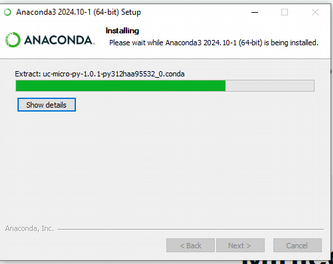 Anaconda3 2024.10-1 (64-bit) Setup
ANACONDA.
Installing
Please wait while Anaconda3 2024.10-1 (64-bit) is being installed.
Extract: uc-micro-py-1.0.1-py312haa95532_0.conda
Show details
Anaconda, Inc.
< Back
Next >
Cancel